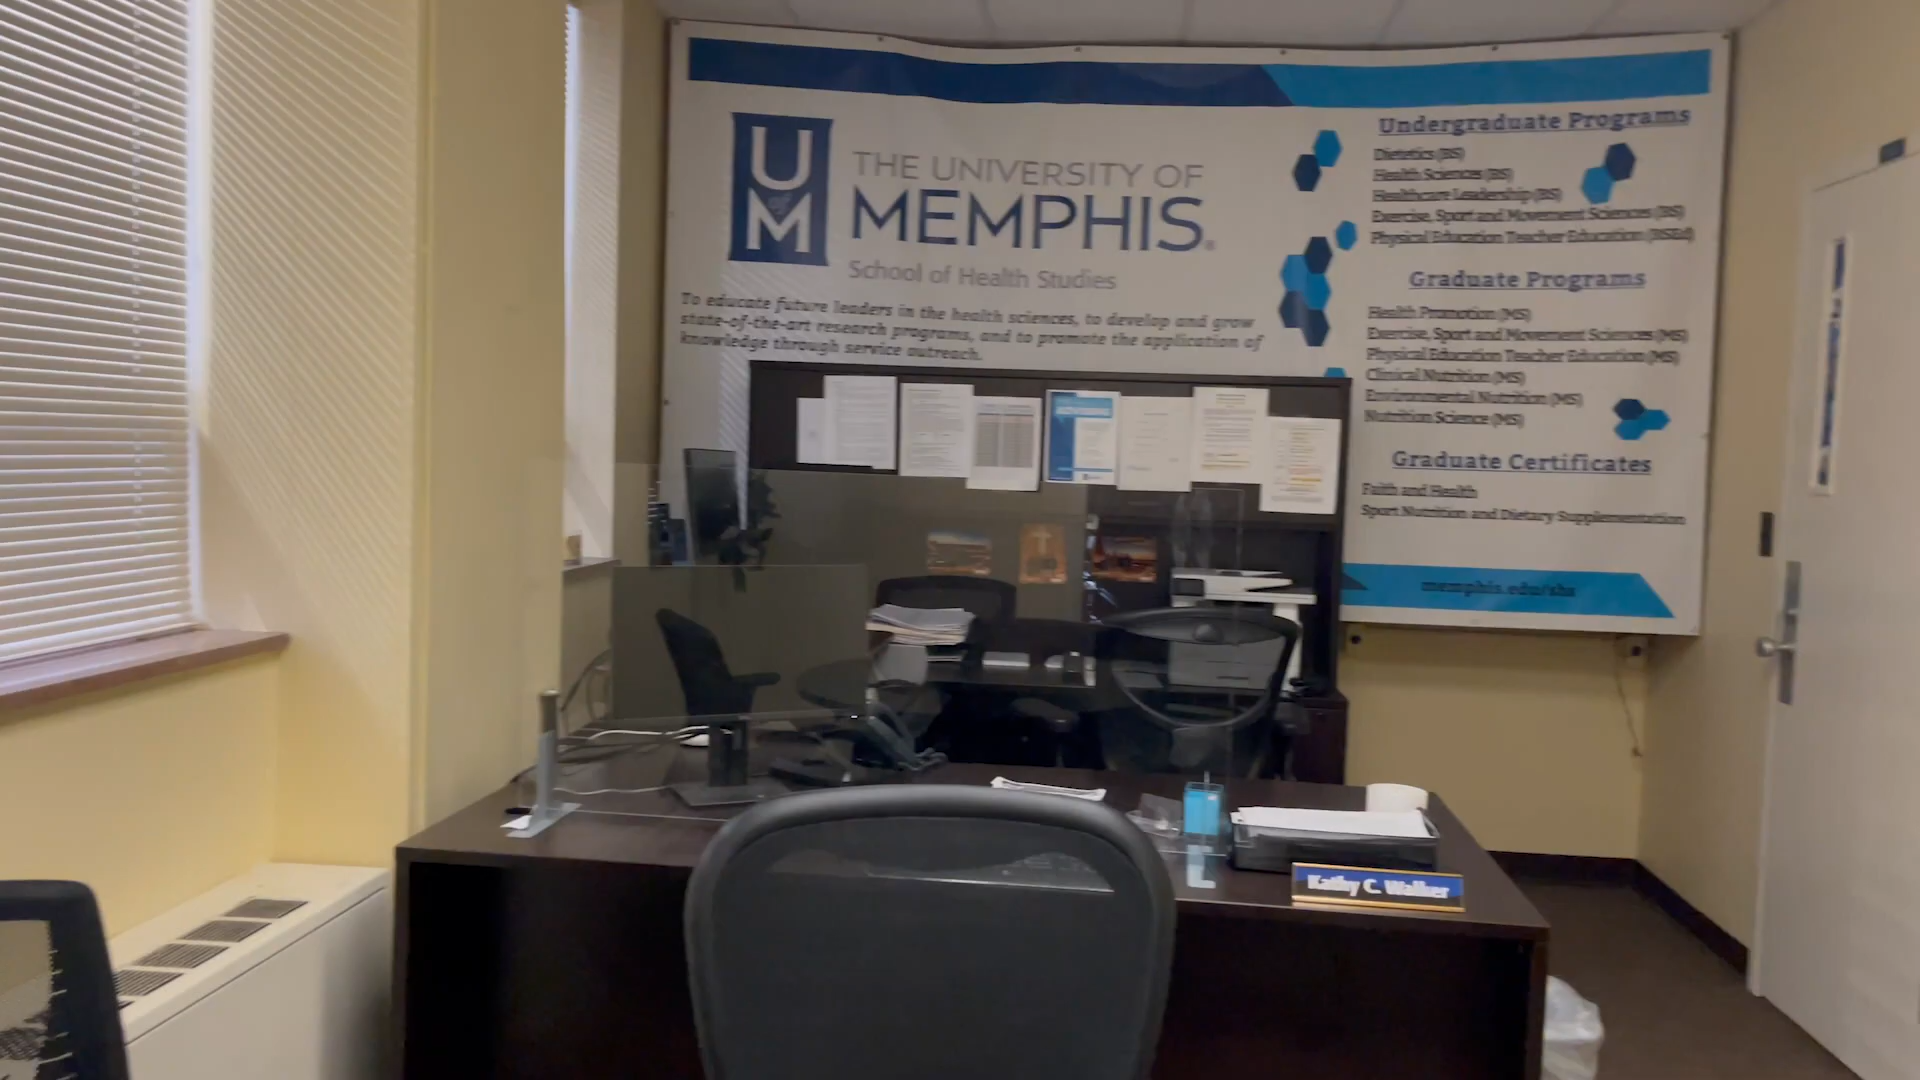 U
of
M
THE UNIVERSITY OF
MEMPHIS®
School of Health Studies
To educate future leaders in the health sciences, to develop and grow
state-of-the-art research programs, and to promote the application of
knowledge through service outreach.
Undergraduate Programs
Dietetics (BS)
Health Sciences (BS)
Healthcare Leadership (BS)
Exercise, Sport and Movement Sciences (BS)
Physical Education Teacher Education (BSEd)
Graduate Programs
Health Promotion (MS)
Exercise, Sport and Movement Sciences (MS)
Physical Education Teacher Education (MS)
Clinical Nutrition (MS)
Environmental Nutrition (MS)
Nutrition Science (MS)
Graduate Certificates
Faith and Health
Sport Nutrition and Dietary Supplementation
memphis.edu/shs
Kathy C. Walker